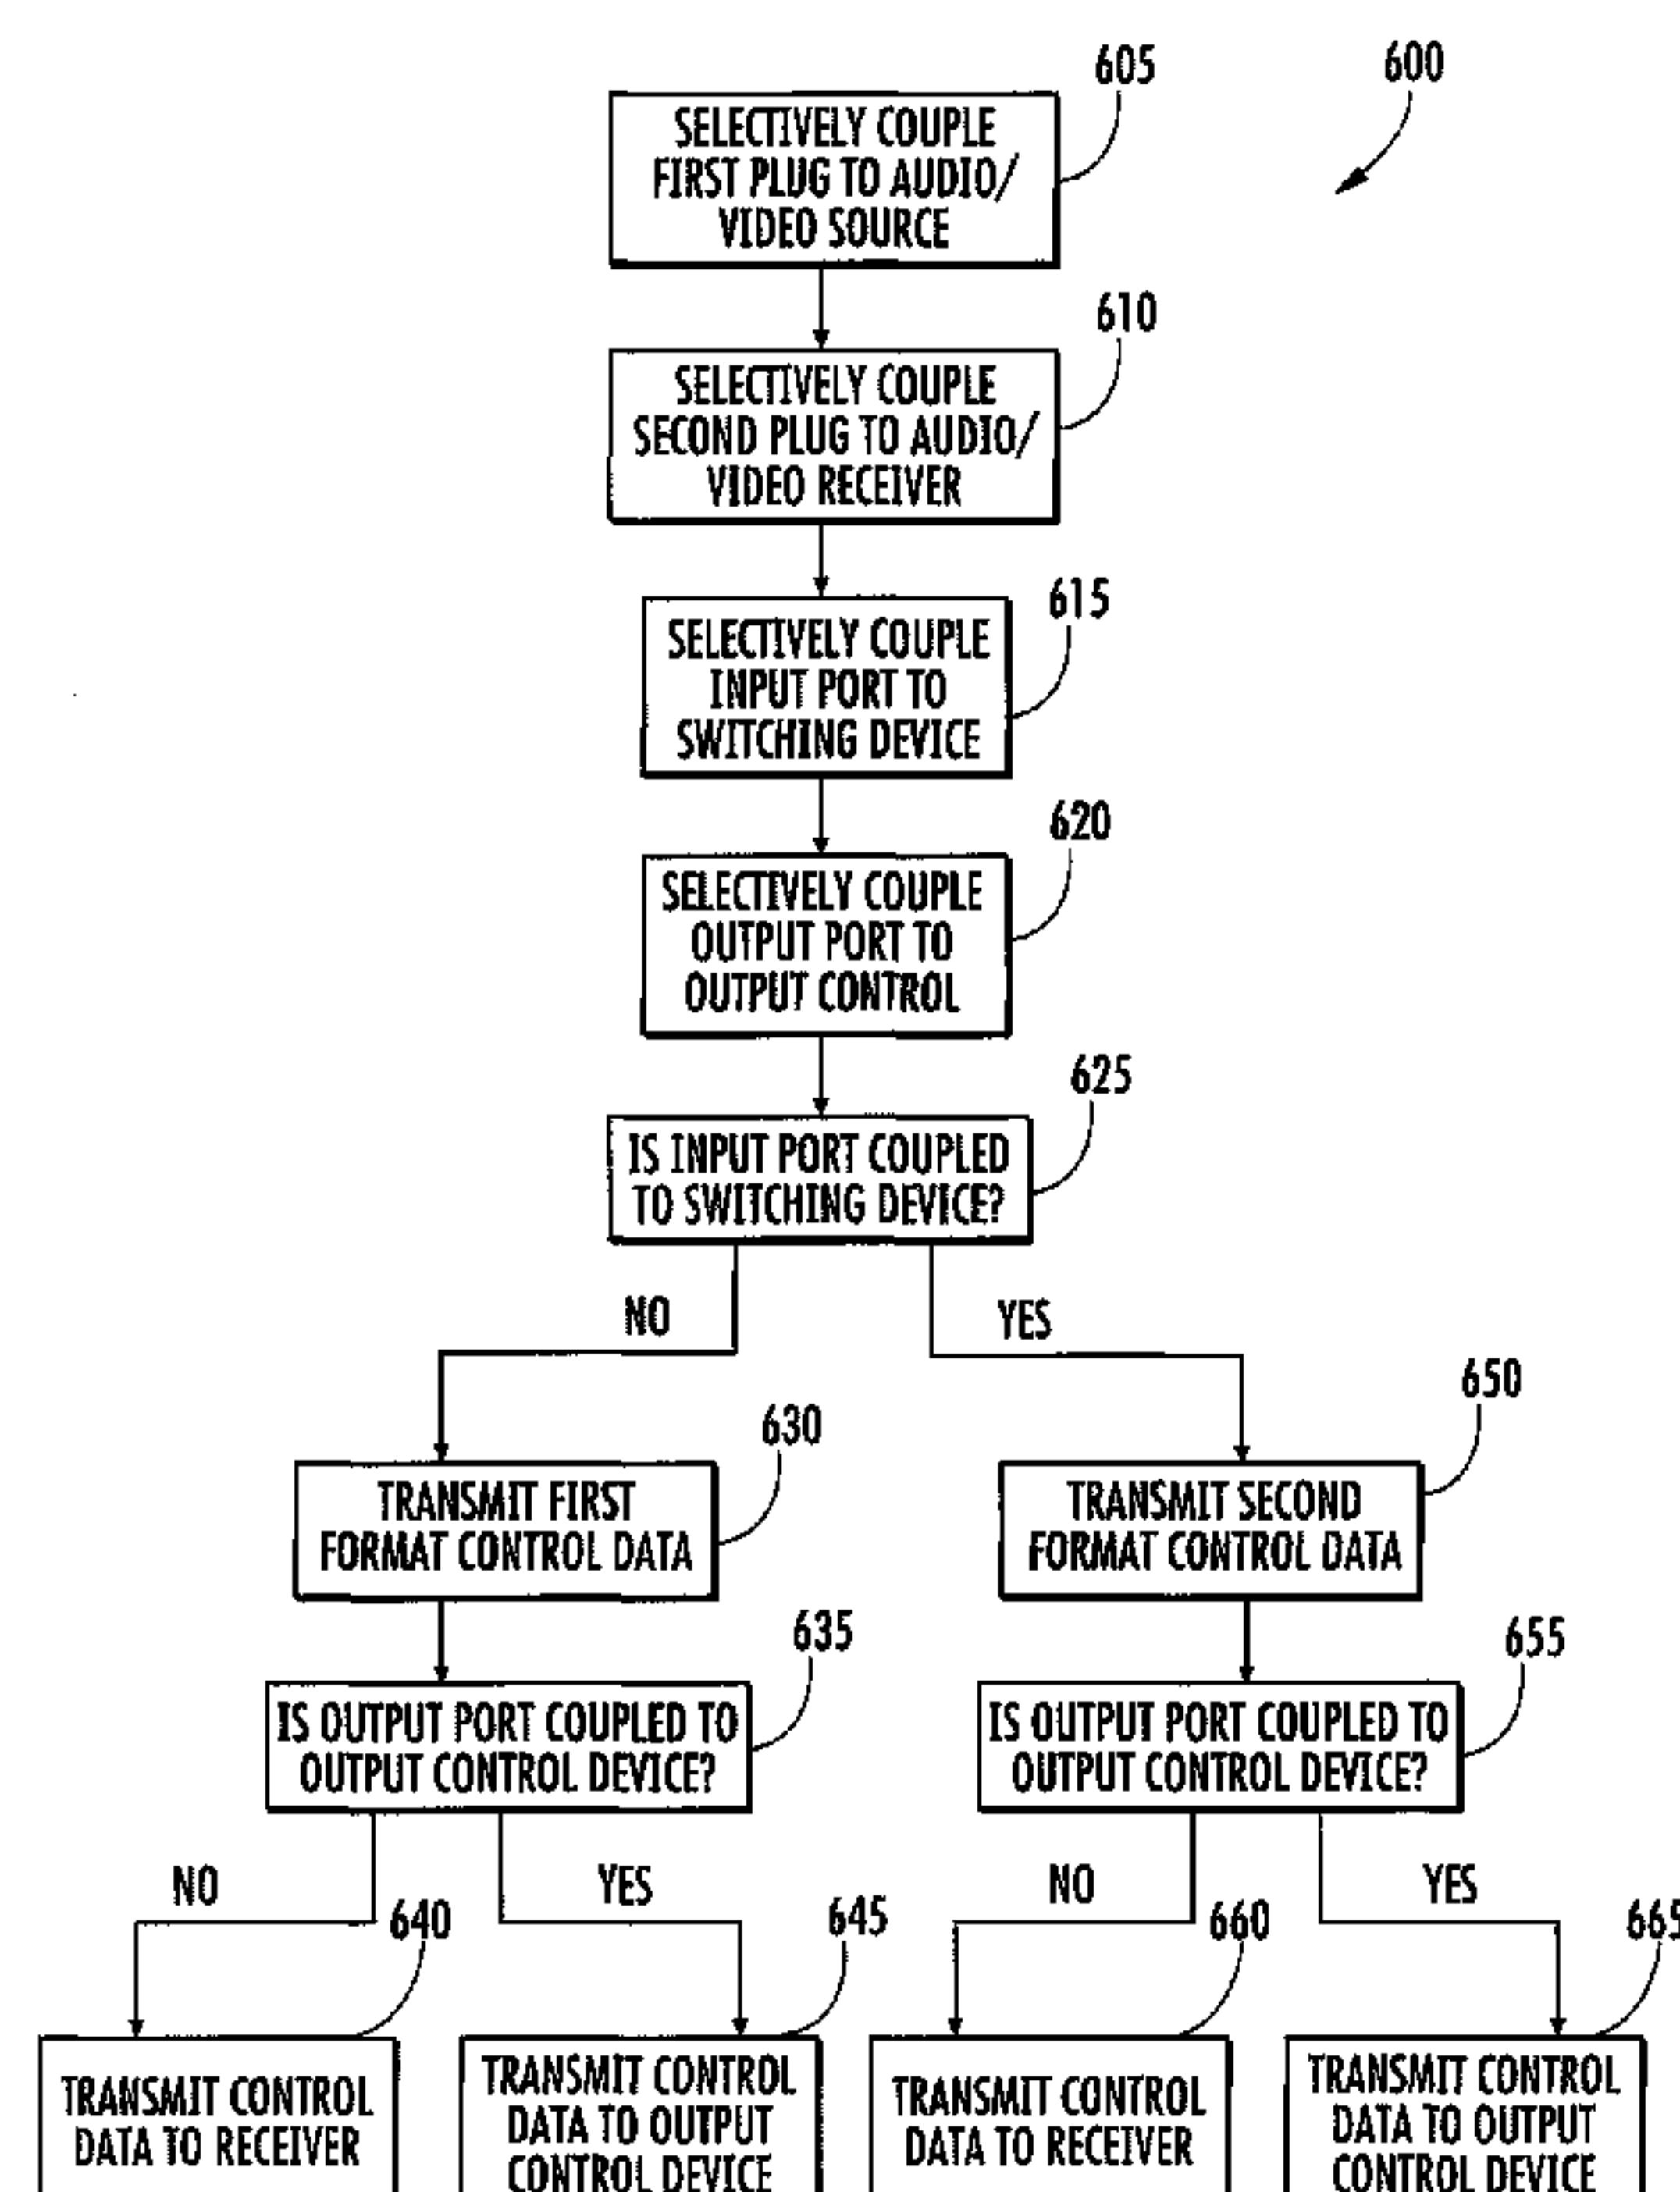 605
600
SELECTIVELY COUPLE
FIRST PLUG TO AUDIO/
VIDEO SOURCE
610
SELECTIVELY COUPLE
SECOND PLUG TO AUDIO/
VIDEO RECEIVER
615
SELECTIVELY COUPLE
INPUT PORT TO
SWITCHING DEVICE
620
SELECTIVELY COUPLE
OUTPUT PORT TO
OUTPUT CONTROL
625
IS INPUT PORT COUPLED
TO SWITCHING DEVICE?
NO
YES
630
650
TRANSMIT FIRST
FORMAT CONTROL DATA
TRANSMIT SECOND
FORMAT CONTROL DATA
635
655
IS OUTPUT PORT COUPLED TO
OUTPUT CONTROL DEVICE?
IS OUTPUT PORT COUPLED TO
OUTPUT CONTROL DEVICE?
NO
YES
NO
YES
640
645
660
665
TRANSMIT CONTROL
DATA TO RECEIVER
TRANSMIT CONTROL
DATA TO OUTPUT
CONTROL DEVICE
TRANSMIT CONTROL
DATA TO RECEIVER
TRANSMIT CONTROL
DATA TO OUTPUT
CONTROL DEVICE